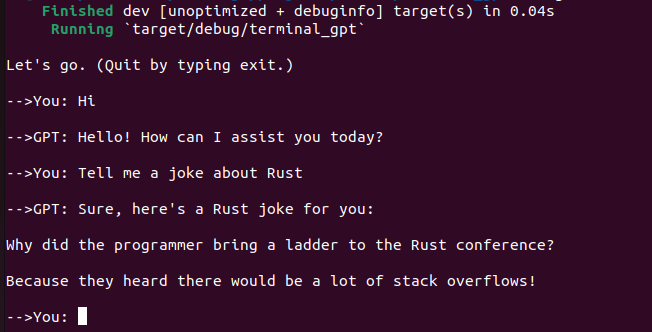 Finished dev [unoptimized + debuginfo] target(s) in 0.04s
Running `target/debug/terminal_gpt`
Let's go. (Quit by typing exit.)
-->You: Hi
-->GPT: Hello! How can I assist you today?
-->You: Tell me a joke about Rust
-->GPT: Sure, here's a Rust joke for you:
Why did the programmer bring a ladder to the Rust conference?
Because they heard there would be a lot of stack overflows!
-->You: